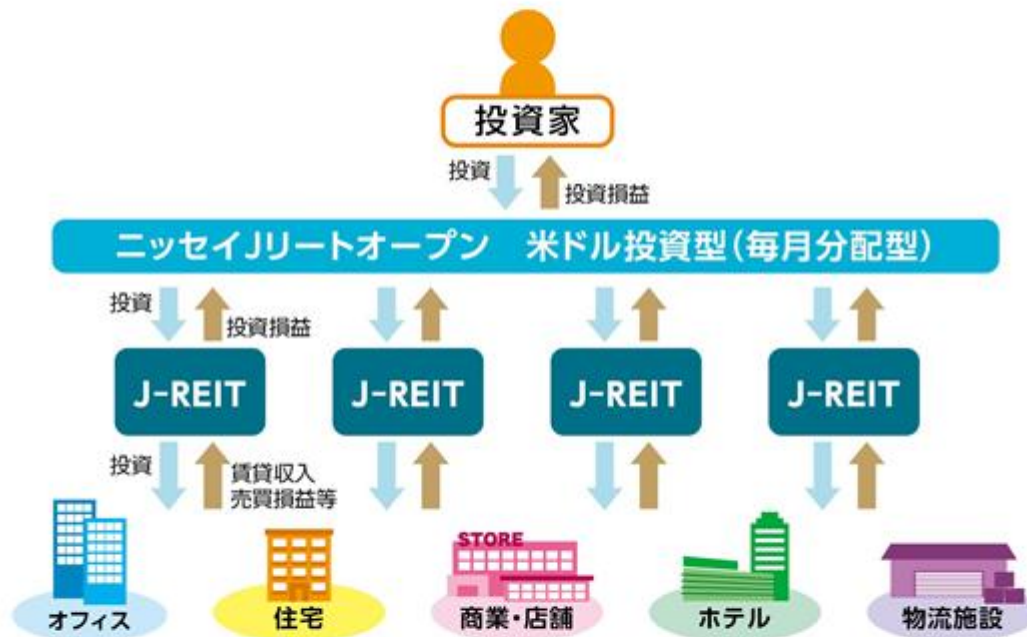 投資家
投資
投資損益
ニッセイJリートオープン 米ドル投資型(毎月分配型)
投資
投資損益
J-REIT
J-REIT
J-REIT
J-REIT
投資
賃貸収入
売買損益等
STORE
オフィス
住宅
商業・店舗
ホテル
物流施設